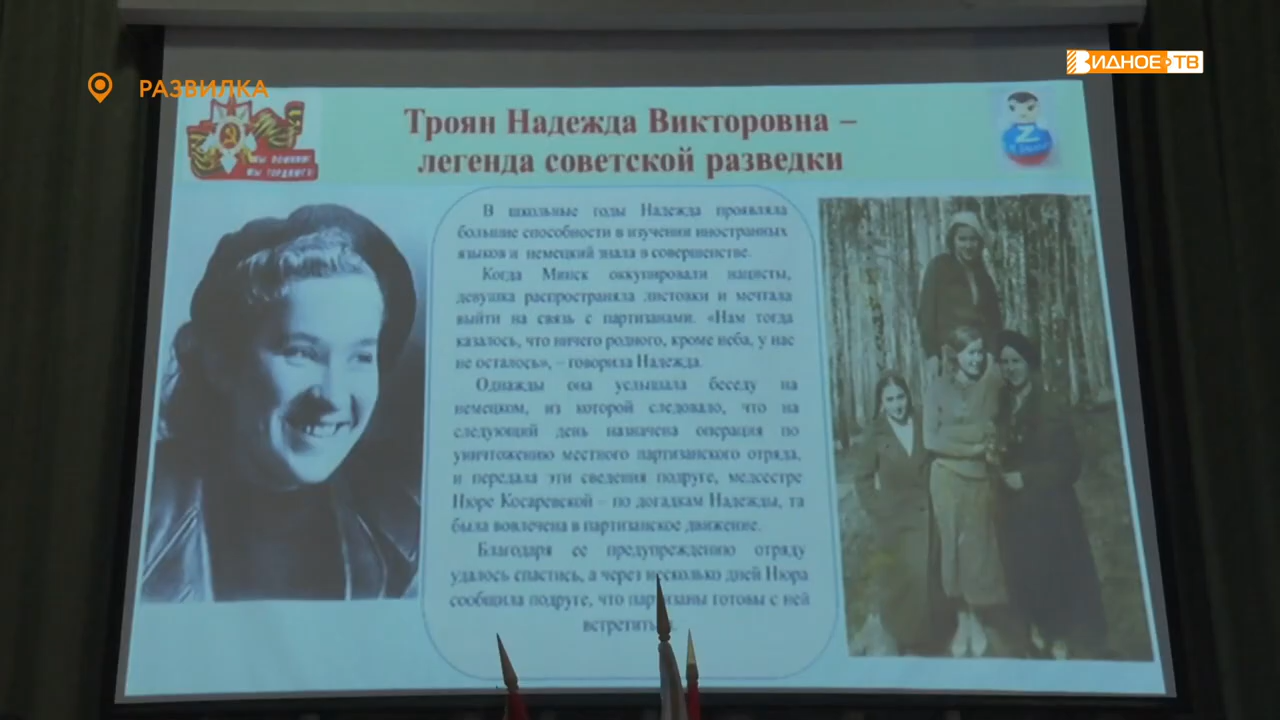 РАЗВИЛКА
ВИДНОЕ ТВ
Троян Надежда Викторовна –
легенда советской разведки
МЫ ПОМНИМ!
МЫ ГОРДИМСЯ!
Z
В школьные годы Надежда проявляла
большие способности в изучении иностранных
языков и немецкий знала в совершенстве.
Когда Минск оккупировали нацисты,
девушка распространяла листовки и мечтала
выйти на связь с партизанами. «Нам тогда
казалось, что ничего родного, кроме неба, у нас
не осталось», – говорила Надежда.
Однажды она услышала беседу на
немецком, из которой следовало, что на
следующий день назначена операция по
уничтожению местного партизанского отряда,
и передала эти сведения подруге, медсестре
Нюре Косаревской – по догадкам Надежды, та
была вовлечена в партизанское движение.
Благодаря ее предупреждению отряду
удалось спастись, а через несколько дней Нюра
сообщила подруге, что партизаны готовы с ней
встретиться.